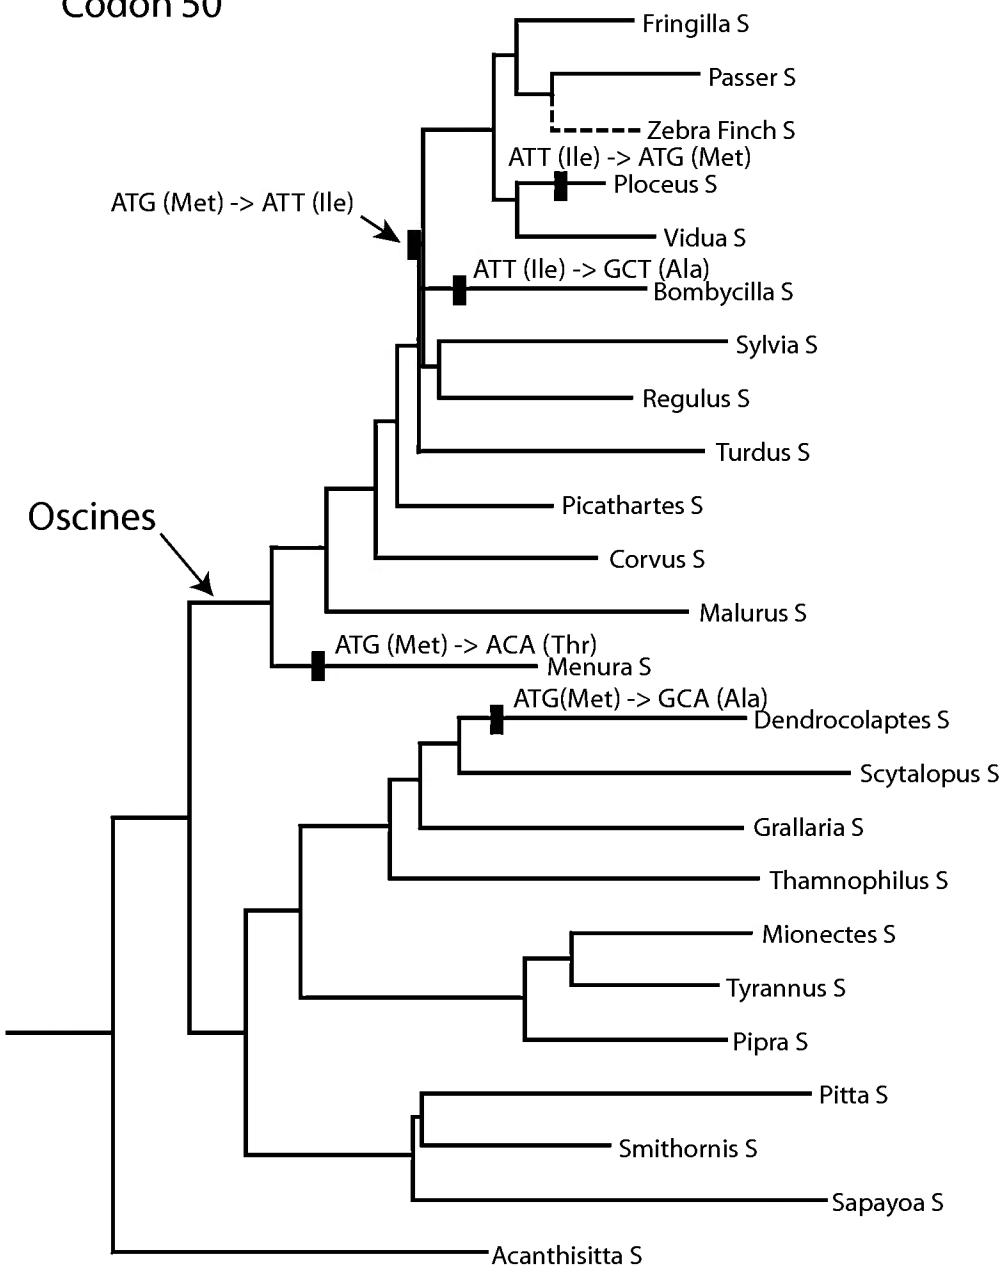 Codon 50
Fringilla S
Passer S
Zebra Finch S
ATT (Ile) -> ATG (Met)
Ploceus S
ATG (Met) -> ATT (Ile)
Vidua S
ATT (Ile) -> GCT (Ala)
Bombycilla S
Sylvia S
Regulus S
Turdus S
Picathartes S
Oscines
Corvus S
Malurus S
ATG (Met) -> ACA (Thr)
Menura S
ATG(Met) -> GCA (Ala)
Dendrocolaptes S
Scytalopus S
Grallaria S
Thamnophilus S
Mionectes S
Tyrannus S
Pipra S
Pitta S
Smithornis S
Sapayoa S
Acanthisitta S